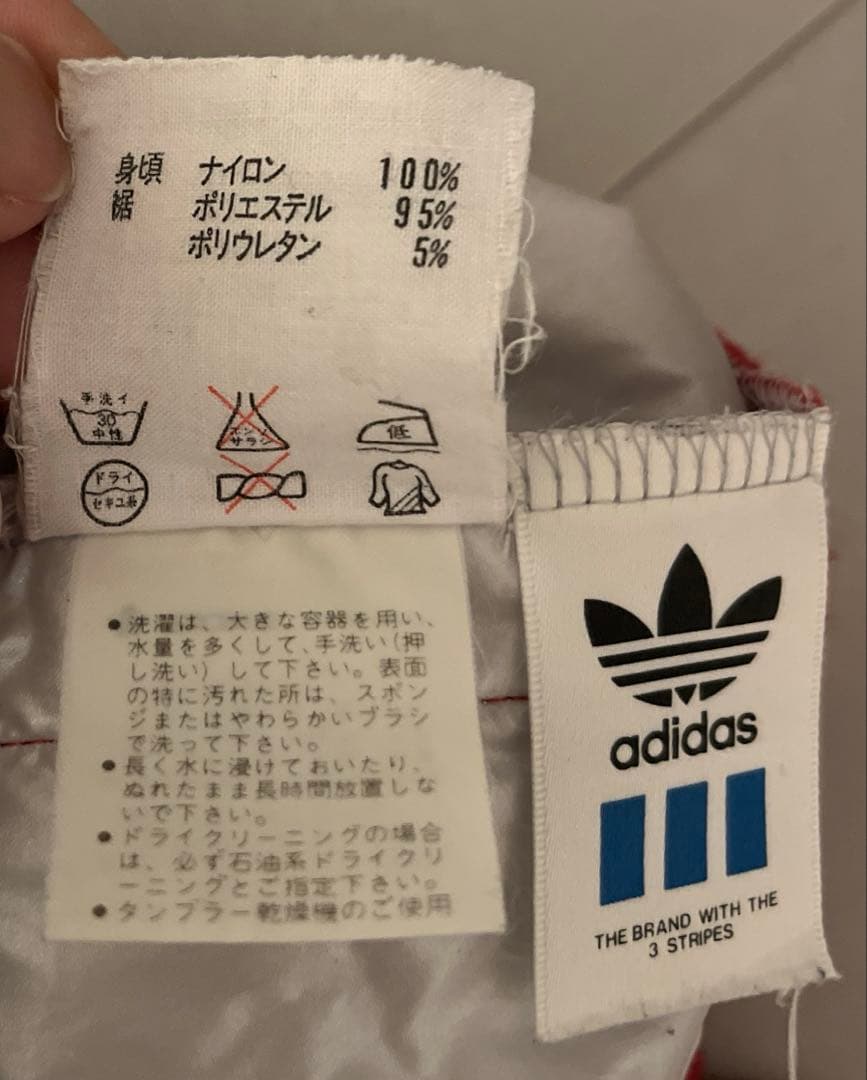 身頃 ナイロン 100%
裾 ポリエステル 95%
ポリウレタン 5%
手洗イ
30
中性
エンソ
サラシ
低
ドライ
セキユ系
●洗濯は、大きな容器を用い、
水量を多くして、手洗い(押
し洗い)して下さい。表面
の特に汚れた所は、スポン
ジまたはやわらかいブラシ
で洗って下さい。
●長く水に浸けておいたり、
ぬれたまま長時間放置しな
いで下さい。
●ドライクリーニングの場合
は、必ず石油系ドライクリ
ーニングとご指定下さい。
●タンブラー乾燥機のご使用
adidas
THE BRAND WITH THE
3 STRIPES